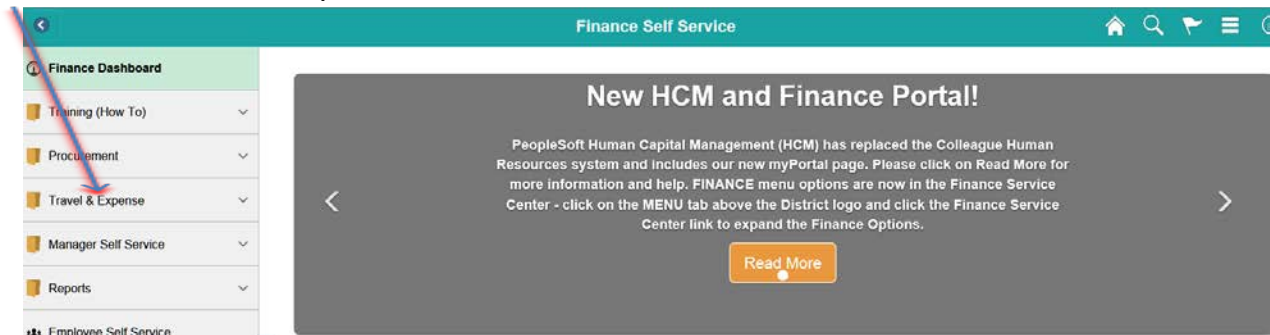 Finance Self Service
Finance Dashboard
Training (How To)
Procurement
Travel & Expense
Manager Self Service
Reports
Employee Self Service
New HCM and Finance Portal!
PeopleSoft Human Capital Management (HCM) has replaced the Colleague Human
Resources system and includes our new myPortal page. Please click on Read More for
more information and help. FINANCE menu options are now in the Finance Service
Center - click on the MENU tab above the District logo and click the Finance Service
Center link to expand the Finance Options.
Read More